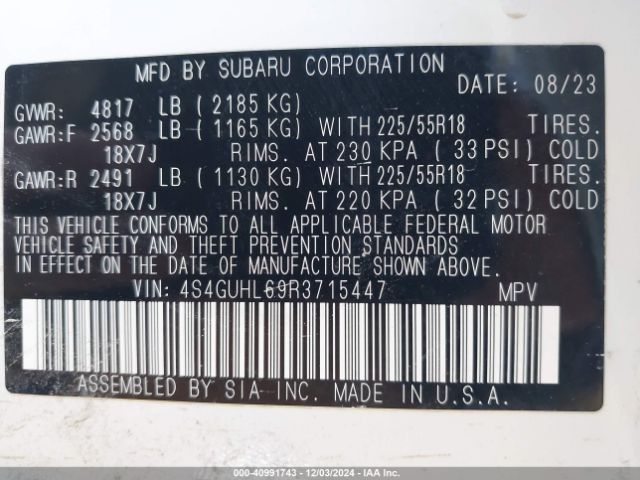 MFD BY SUBARU CORPORATION
DATE: 08/23
GVWR: 4817 LB (2185 KG)
GAWR:F 2568 LB (1165 KG) WITH 225/55R18 TIRES.
18X7J RIMS. AT 230 KPA (33 PSI) COLD
GAWR:R 2491 LB (1130 KG) WITH 225/55R18 TIRES.
18X7J RIMS. AT 220 KPA (32 PSI) COLD
THIS VEHICLE CONFORMS TO ALL APPLICABLE FEDERAL MOTOR
VEHICLE SAFETY AND THEFT PREVENTION STANDARDS
IN EFFECT ON THE DATE OF MANUFACTURE SHOWN ABOVE.
VIN: 4S4GUHL69R3715447 MPV
ASSEMBLED BY SIA INC. MADE IN U.S.A.
000-40991743 - 12/03/2024 - IAA Inc.